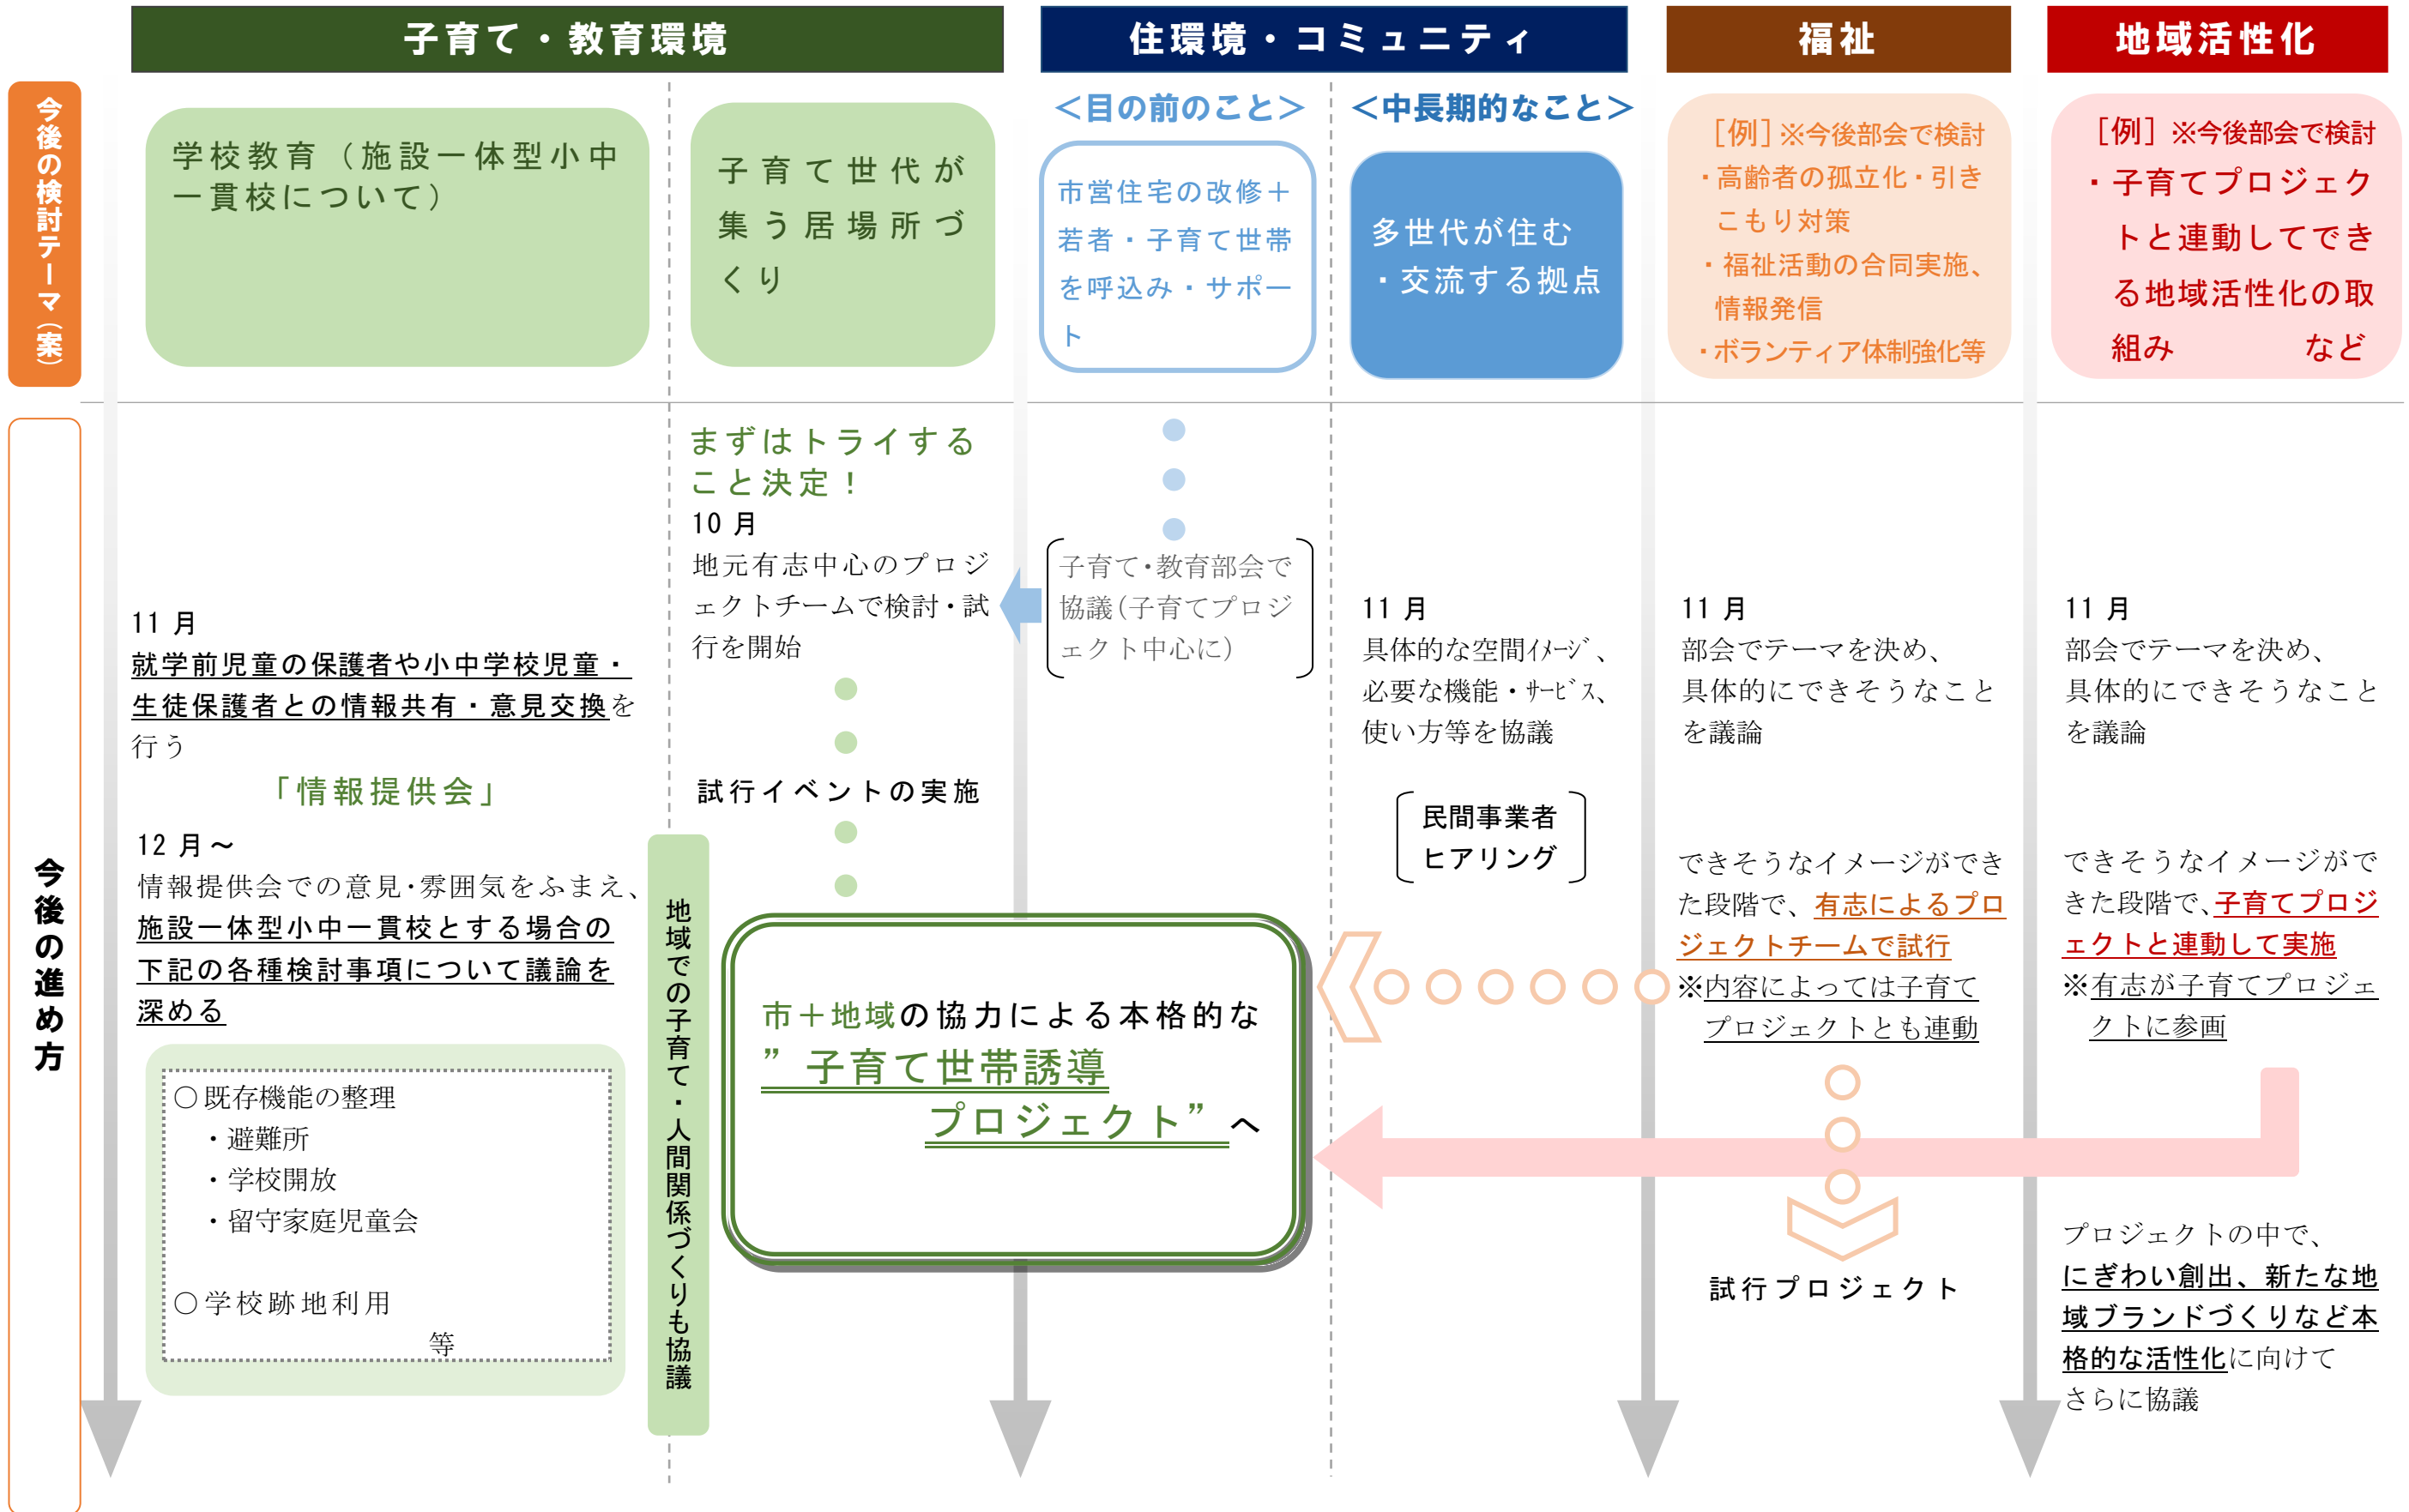 子育て・教育環境
住環境・コミュニティ
福祉
地域活性化
今後の検討テーマ（案）
学校教育（施設一体型小中
一貫校について）
子育て世代が
集う居場所づ
くり
＜目の前のこと＞
市営住宅の改修＋
若者・子育て世帯
を呼込み・サポー
ト
＜中長期的なこと＞
多世代が住む
・交流する拠点
［例］※今後部会で検討
・高齢者の孤立化・引き
こもり対策
・福祉活動の合同実施、
情報発信
・ボランティア体制強化等
［例］※今後部会で検討
・子育てプロジェク
トと連動してでき
る地域活性化の取
組み　　　　など
今後の進め方
11 月
就学前児童の保護者や小中学校児童・
生徒保護者との情報共有・意見交換を
行う
「情報提供会」
12 月～
情報提供会での意見・雰囲気をふまえ、
施設一体型小中一貫校とする場合の
下記の各種検討事項について議論を
深める
○既存機能の整理
・避難所
・学校開放
・留守家庭児童会
○学校跡地利用
等
地域での子育て・人間関係づくりも協議
まずはトライする
こと決定！
10 月
地元有志中心のプロジ
ェクトチームで検討・試
行を開始
試行イベントの実施
子育て・教育部会で
協議(子育てプロジ
ェクト中心に)
市＋地域の協力による本格的な
”子育て世帯誘導
プロジェクト”へ
11 月
具体的な空間ｲﾒｰｼﾞ、
必要な機能・ｻｰﾋﾞｽ、
使い方等を協議
民間事業者
ヒアリング
11 月
部会でテーマを決め、
具体的にできそうなこと
を議論
できそうなイメージができ
た段階で、有志によるプロ
ジェクトチームで試行
※内容によっては子育て
プロジェクトとも連動
試行プロジェクト
11 月
部会でテーマを決め、
具体的にできそうなこと
を議論
できそうなイメージがで
きた段階で、子育てプロジ
ェクトと連動して実施
※有志が子育てプロジェ
クトに参画
プロジェクトの中で、
にぎわい創出、新たな地
域ブランドづくりなど本
格的な活性化に向けて
さらに協議